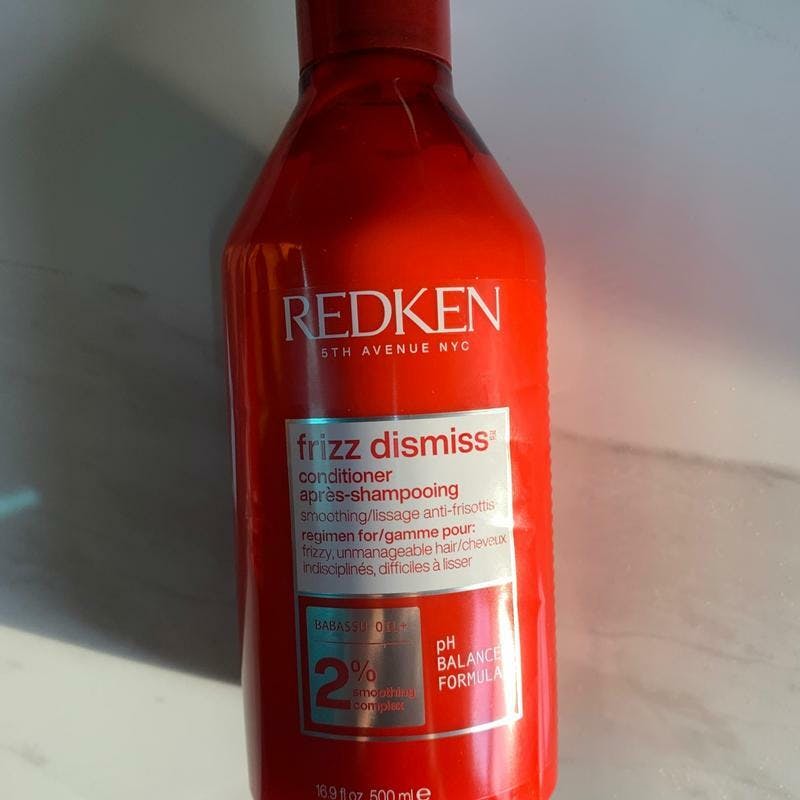 REDKEN
5TH AVENUE NYC
frizz dismiss
conditioner
après-shampooing
smoothing/lissage anti-frisottis
regimen for/gamme pour:
frizzy, unmanageable hair/cheveux
indisciplinés, difficiles à lisser
BABASSU OIL+
2%
smoothing
complex
pH
BALANCE
FORMULA
16.9 fl oz 500 ml e